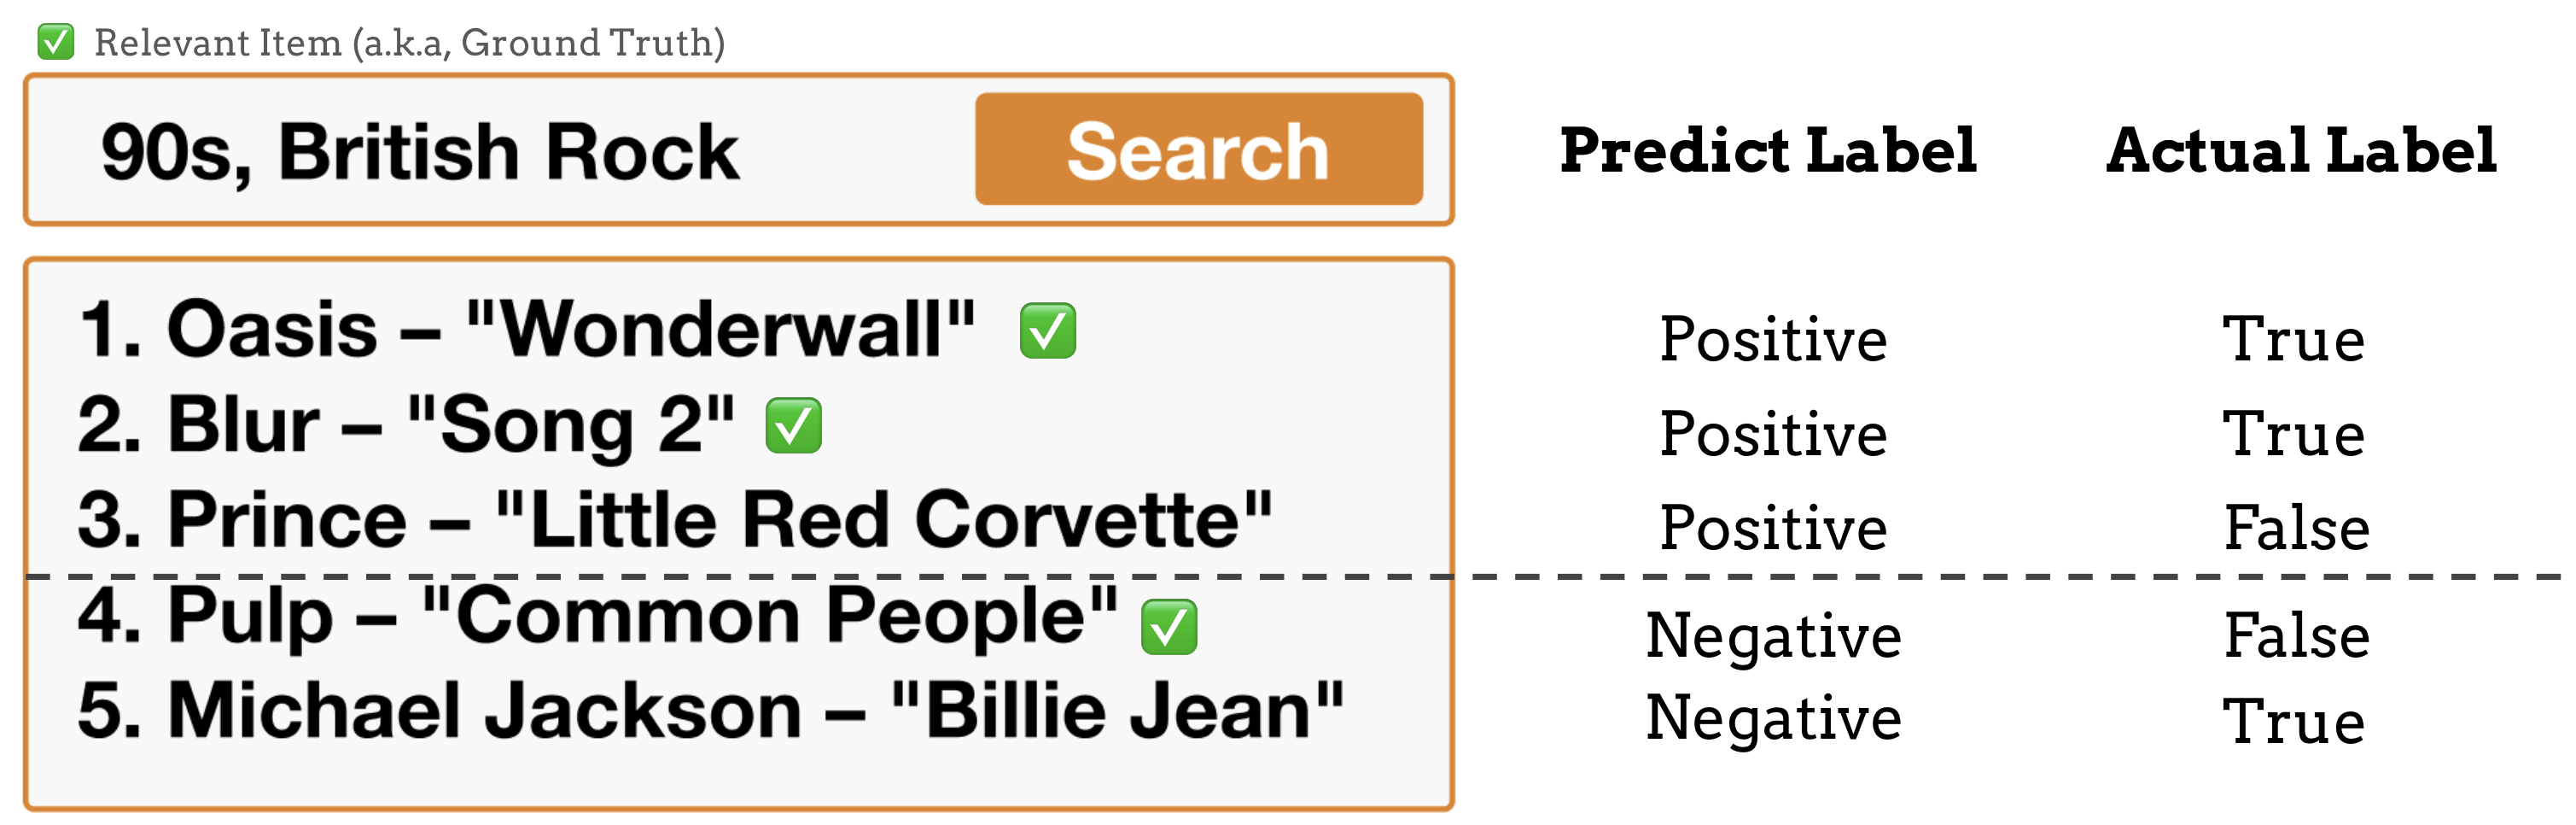 ✅ Relevant Item (a.k.a, Ground Truth)
90s, British Rock Search Predict Label Actual Label
1. Oasis – "Wonderwall" ✅ Positive True
2. Blur – "Song 2" ✅ Positive True
3. Prince – "Little Red Corvette" Positive False
4. Pulp – "Common People" ✅ Negative False
5. Michael Jackson – "Billie Jean" Negative True